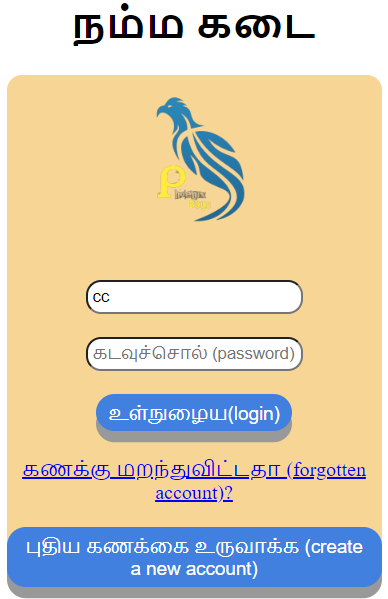 நம்ம கடை
P
cc
கடவுச்சொல் (password)
உள்நுழைய(login)
கணக்கு மறந்துவிட்டதா (forgotten
account)?
புதிய கணக்கை உருவாக்க (create
a new account)